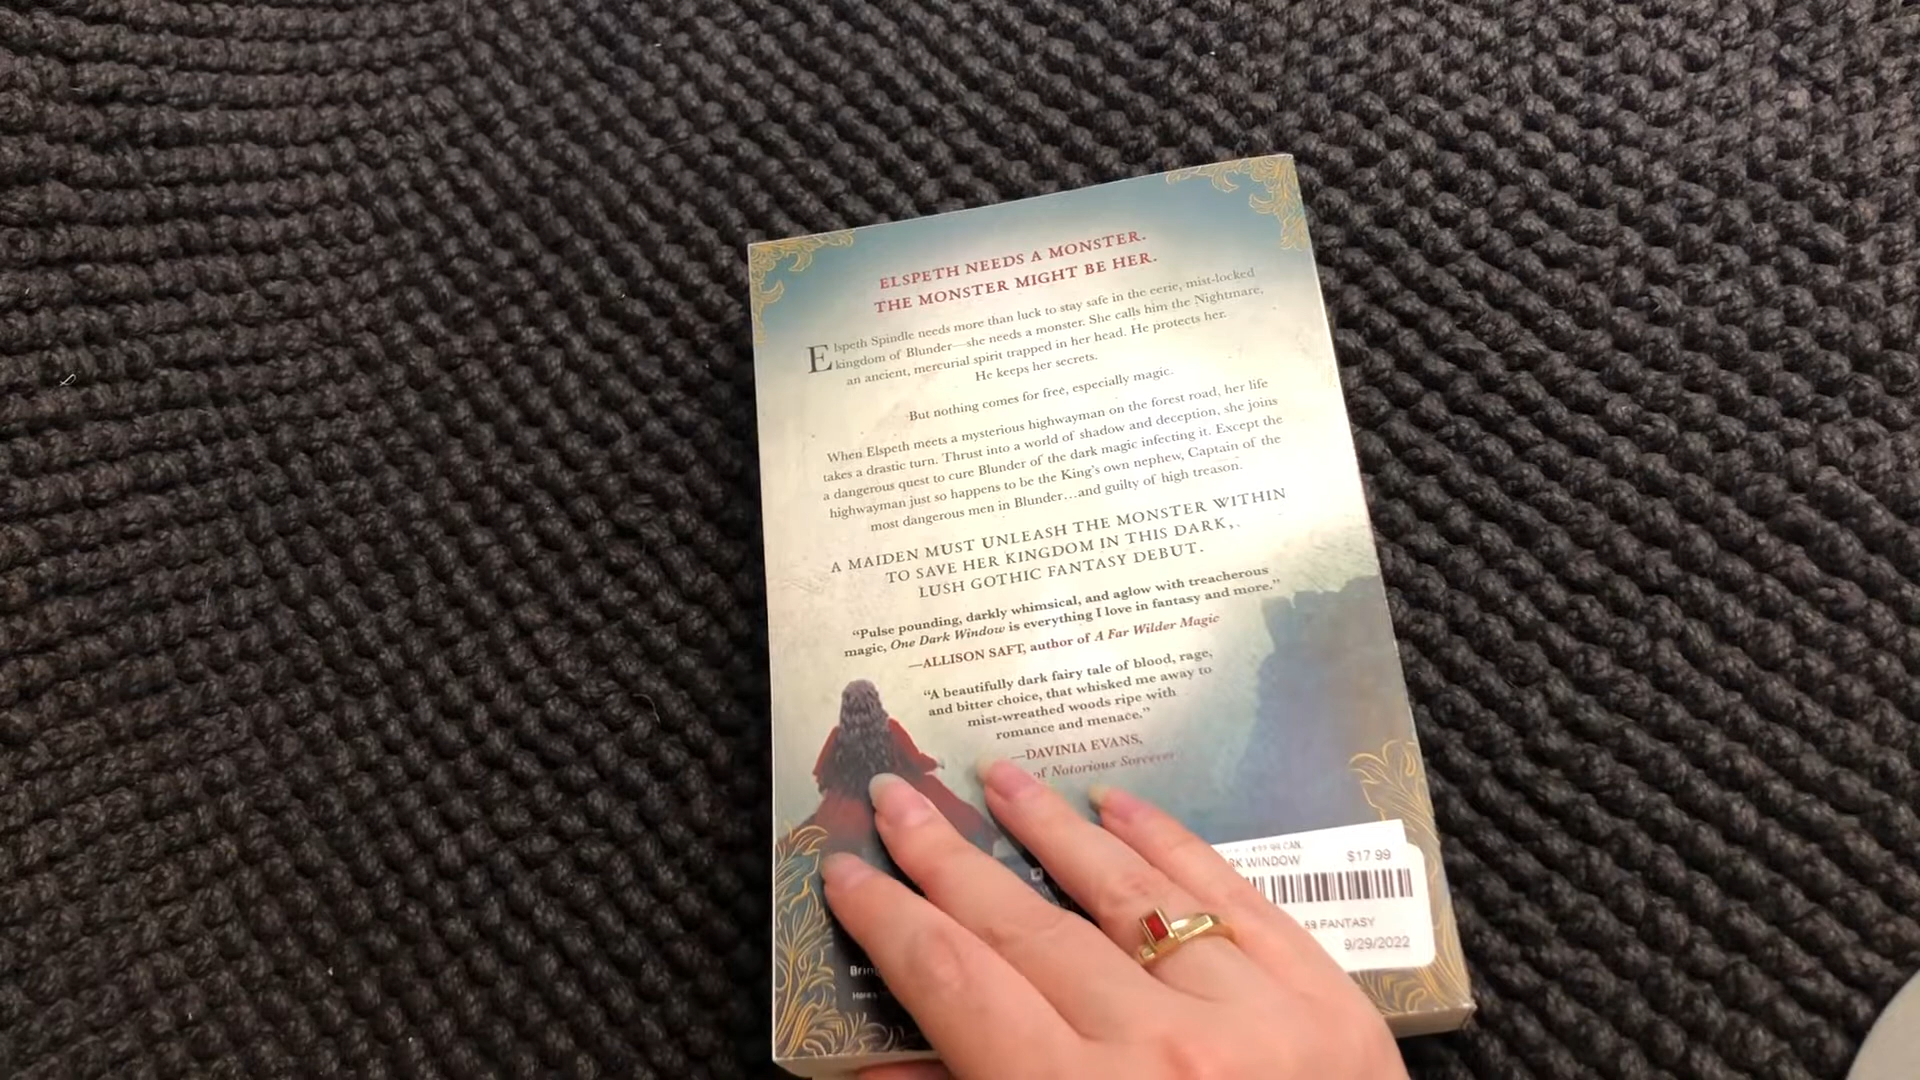 ELSPETH NEEDS A MONSTER.
THE MONSTER MIGHT BE HER.
Elspeth Spindle needs more than luck to stay safe in the eerie, mist-locked
kingdom of Blunder—she needs a monster. She calls him the Nightmare,
an ancient, mercurial spirit trapped in her head. He protects her.
He keeps her secrets.
But nothing comes for free, especially magic.
When Elspeth meets a mysterious highwayman on the forest road, her life
takes a drastic turn. Thrust into a world of shadow and deception, she joins
a dangerous quest to cure Blunder of the dark magic infecting it. Except the
highwayman just so happens to be the King's own nephew, Captain of the
most dangerous men in Blunder…and guilty of high treason.
A MAIDEN MUST UNLEASH THE MONSTER WITHIN
TO SAVE HER KINGDOM IN THIS DARK,
LUSH GOTHIC FANTASY DEBUT.
“Pulse pounding, darkly whimsical, and aglow with treacherous
magic, One Dark Window is everything I love in fantasy and more.”
—ALLISON SAFT, author of A Far Wilder Magic
“A beautifully dark fairy tale of blood, rage,
and bitter choice, that whisked me away to
mist-wreathed woods ripe with
romance and menace.”
—DAVINIA EVANS,
of Notorious Sorcerer
CAN.
WINDOW $17.99
59 FANTASY
9/29/2022